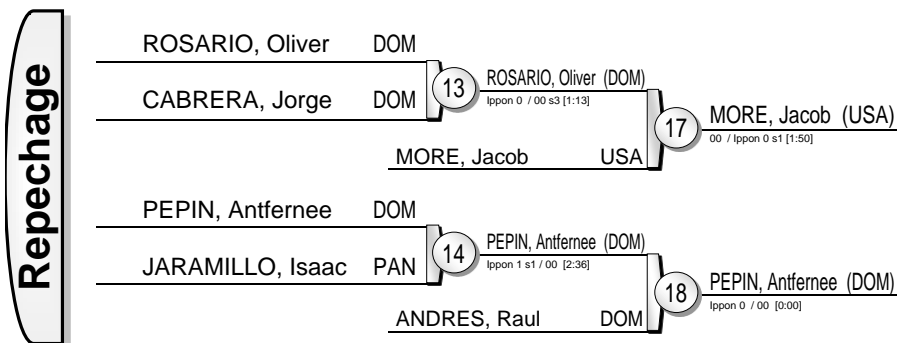 Repechage
ROSARIO, Oliver DOM
CABRERA, Jorge DOM
13
ROSARIO, Oliver (DOM)
Ippon 0 / 00 s3 [1:13]
MORE, Jacob USA
17
MORE, Jacob (USA)
00 / Ippon 0 s1 [1:50]
PEPIN, Antfernee DOM
JARAMILLO, Isaac PAN
14
PEPIN, Antfernee (DOM)
Ippon 1 s1 / 00 [2:36]
ANDRES, Raul DOM
18
PEPIN, Antfernee (DOM)
Ippon 0 / 00 [0:00]